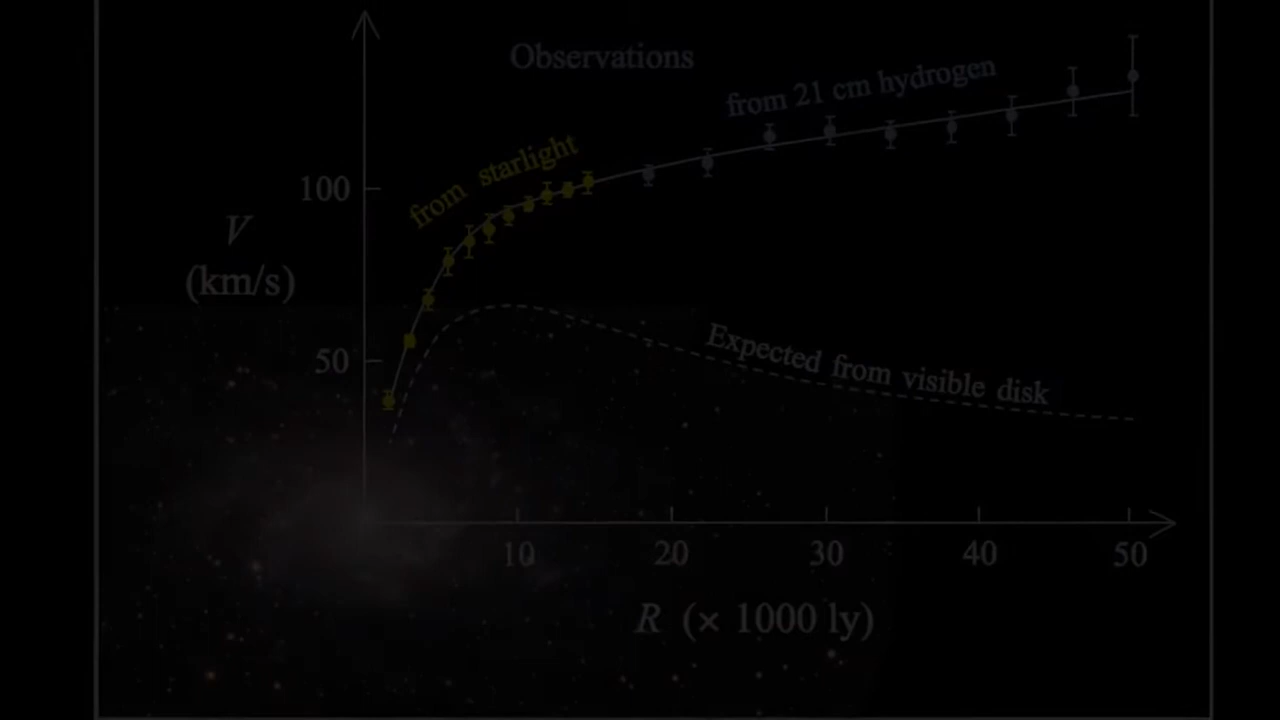 Observations
from 21 cm hydrogen
from starlight
100
V
(km/s)
50
Expected from visible disk
10 20 30 40 50
R (× 1000 ly)